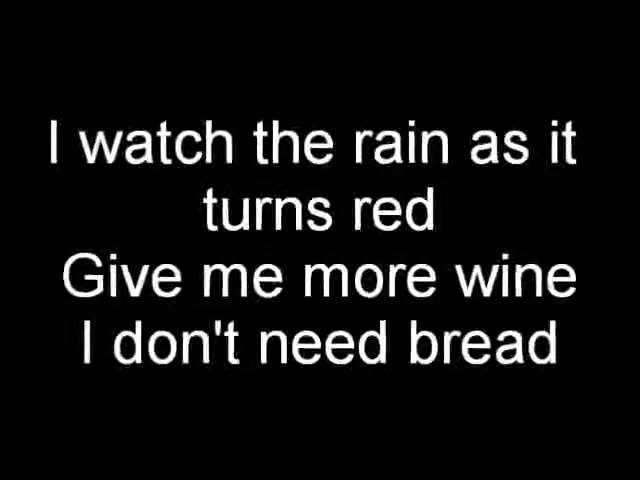 I watch the rain as it
turns red
Give me more wine
I don't need bread